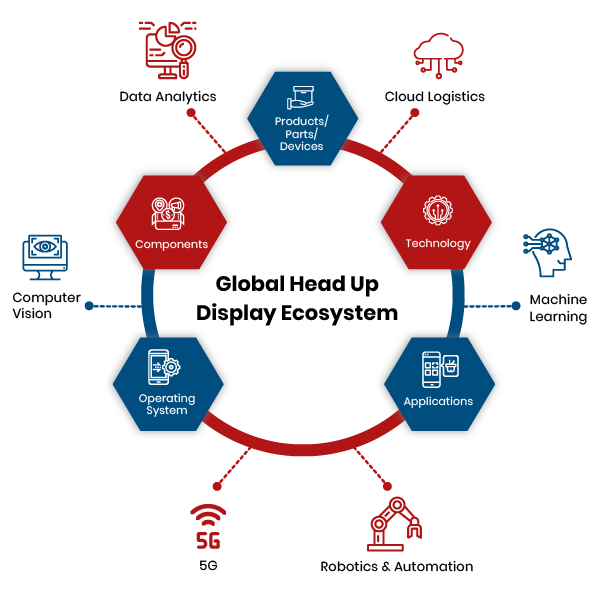 Data Analytics
Cloud Logistics
Products/
Parts/
Devices
Components
Technology
Global Head Up
Display Ecosystem
Computer
Vision
Machine
Learning
Operating
System
Applications
5G
5G
Robotics & Automation